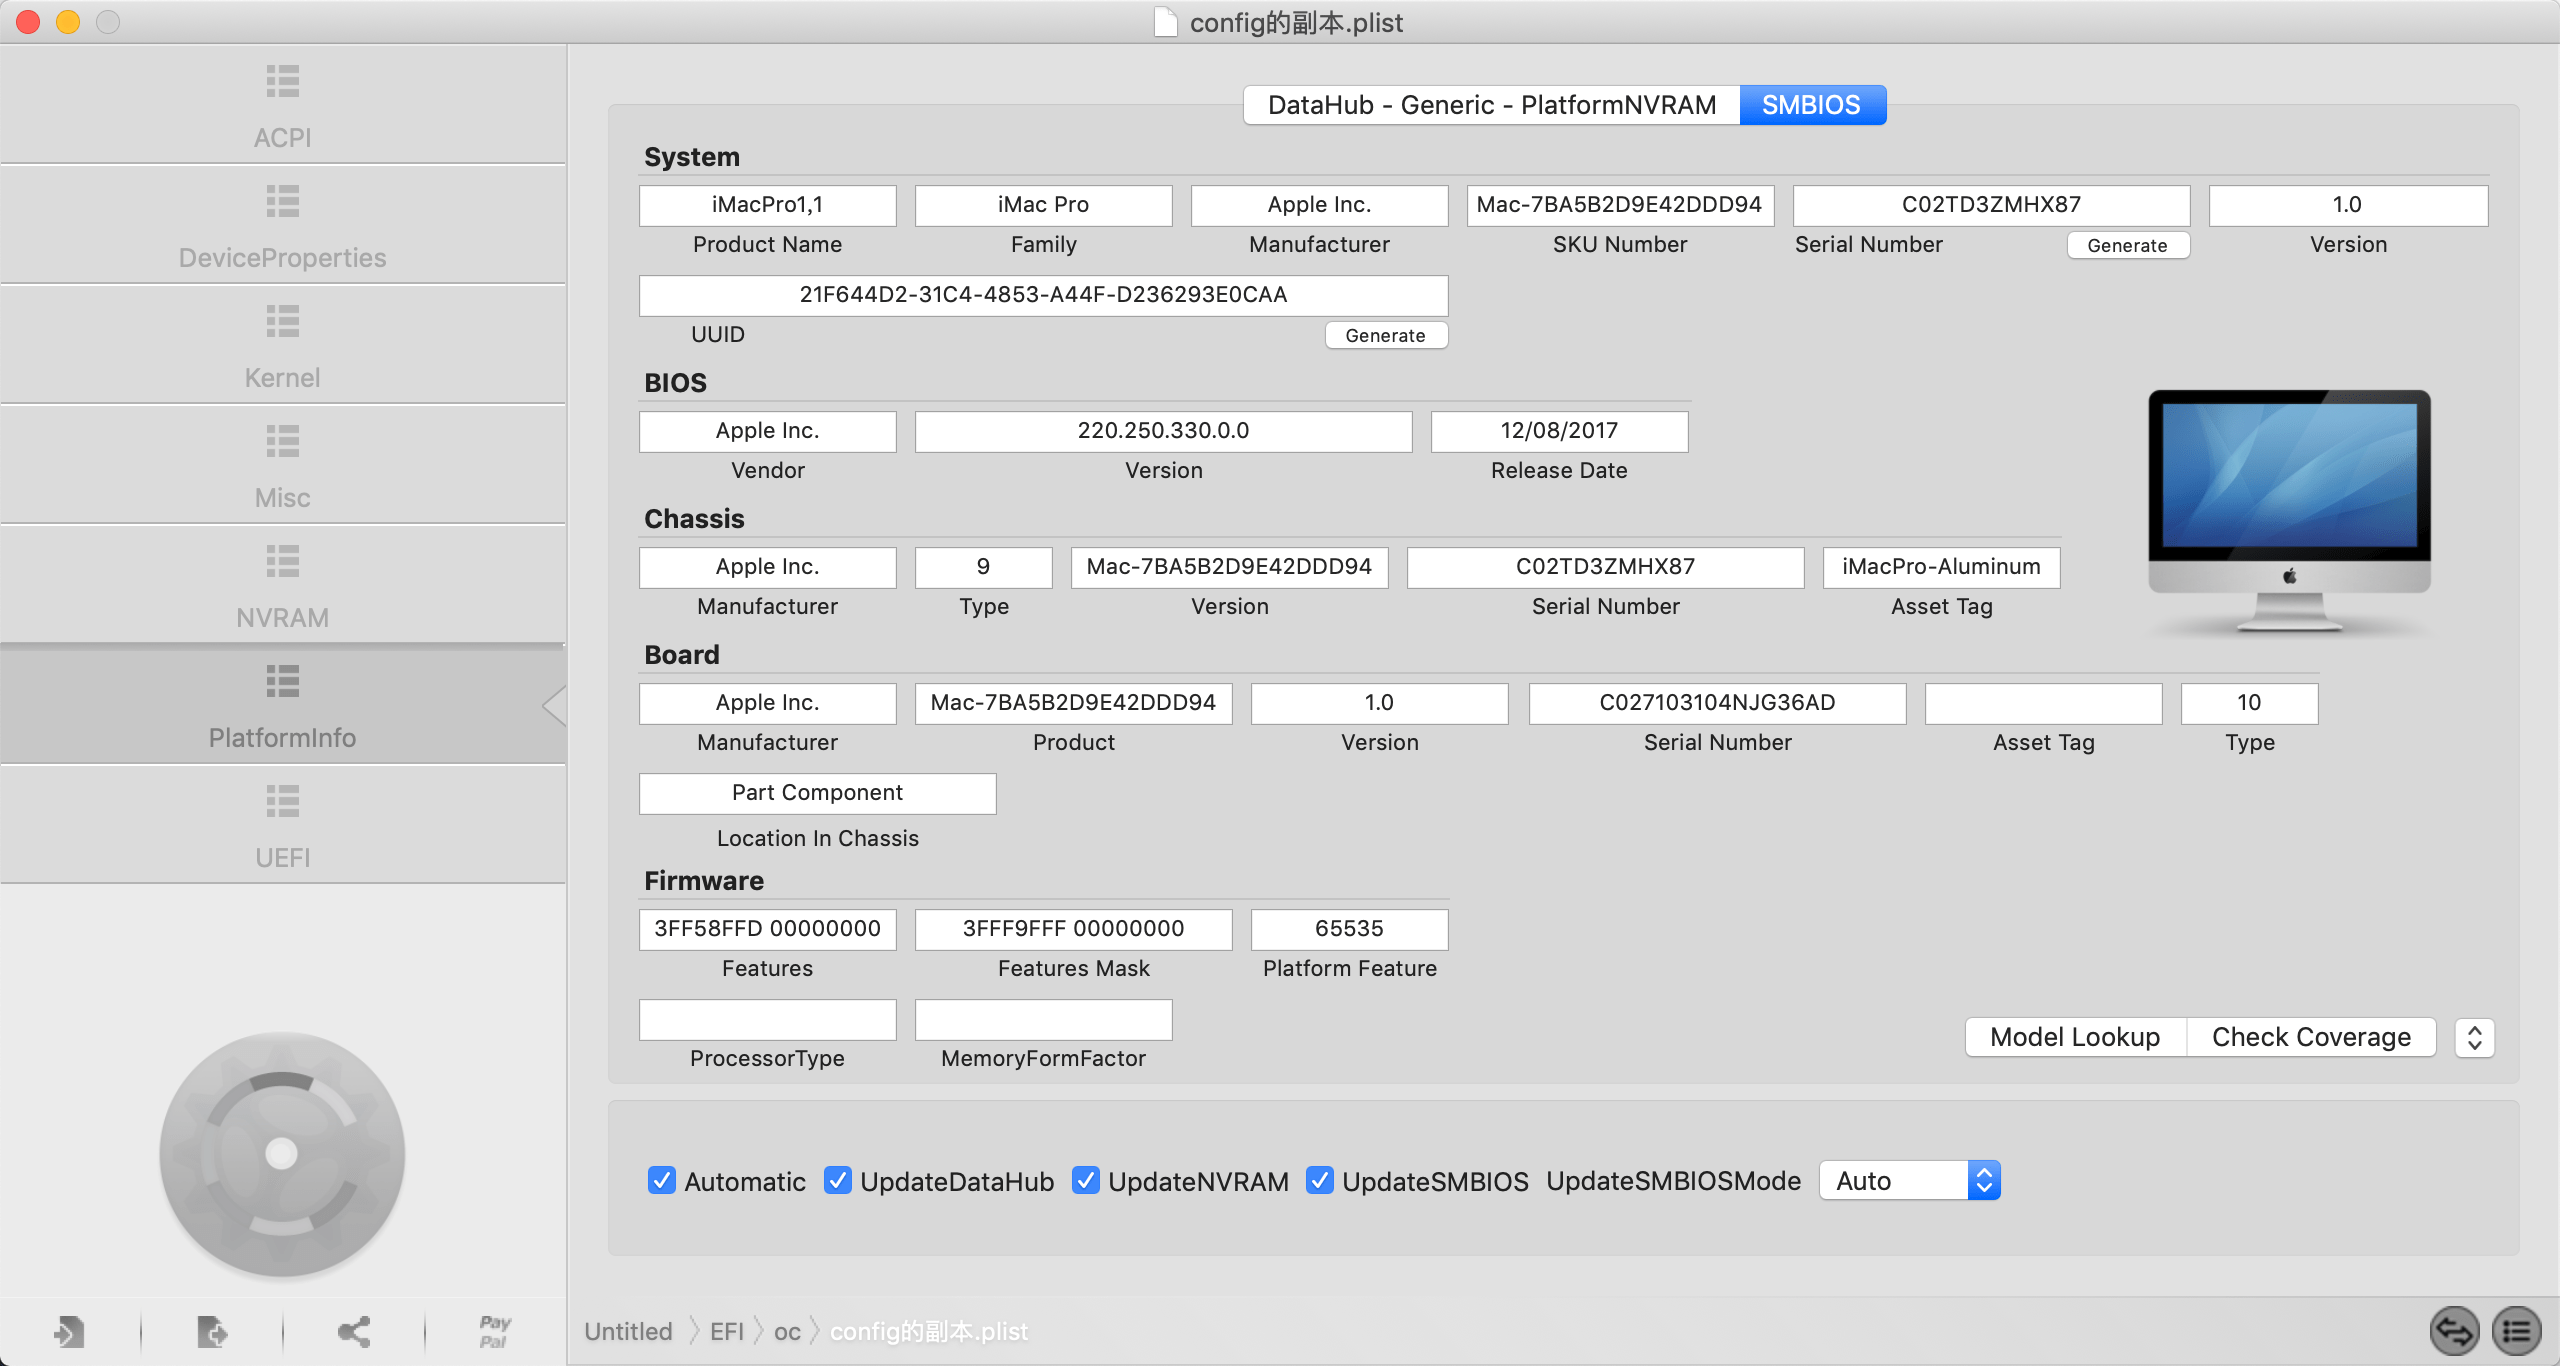 config的副本.plist
ACPI
DeviceProperties
Kernel
Misc
NVRAM
PlatformInfo
UEFI
DataHub - Generic - PlatformNVRAM SMBIOS
System
iMacPro1,1 iMac Pro Apple Inc. Mac-7BA5B2D9E42DDD94 C02TD3ZMHX87 1.0
Product Name Family Manufacturer SKU Number Serial Number Generate Version
21F644D2-31C4-4853-A44F-D236293E0CAA
UUID Generate
BIOS
Apple Inc. 220.250.330.0.0 12/08/2017
Vendor Version Release Date
Chassis
Apple Inc. 9 Mac-7BA5B2D9E42DDD94 C02TD3ZMHX87 iMacPro-Aluminum
Manufacturer Type Version Serial Number Asset Tag
Board
Apple Inc. Mac-7BA5B2D9E42DDD94 1.0 C027103104NJG36AD 10
Manufacturer Product Version Serial Number Asset Tag Type
Part Component
Location In Chassis
Firmware
3FF58FFD 00000000 3FFF9FFF 00000000 65535
Features Features Mask Platform Feature
ProcessorType MemoryFormFactor
Model Lookup Check Coverage
Automatic UpdateDataHub UpdateNVRAM UpdateSMBIOS UpdateSMBIOSMode Auto
Pay
Pal
Untitled EFI oc config的副本.plist